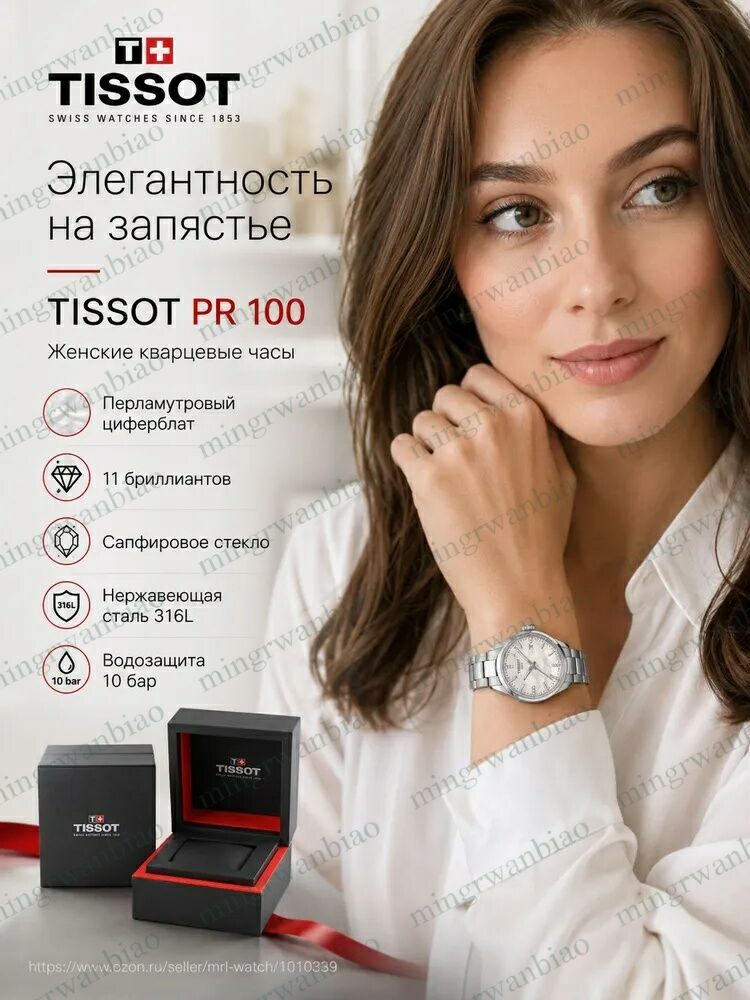 TISSOT
SWISS WATCHES SINCE 1853
Элегантность
на запястье
TISSOT PR 100
Женские кварцевые часы
Перламутровый
циферблат
11 бриллиантов
Сапфировое стекло
316L
Нержавеющая
сталь 316L
10 bar
Водозащита
10 бар
TISSOT
TISSOT
https://www.ozon.ru/seller/mrl-watch/1010339
mingrwanbiao